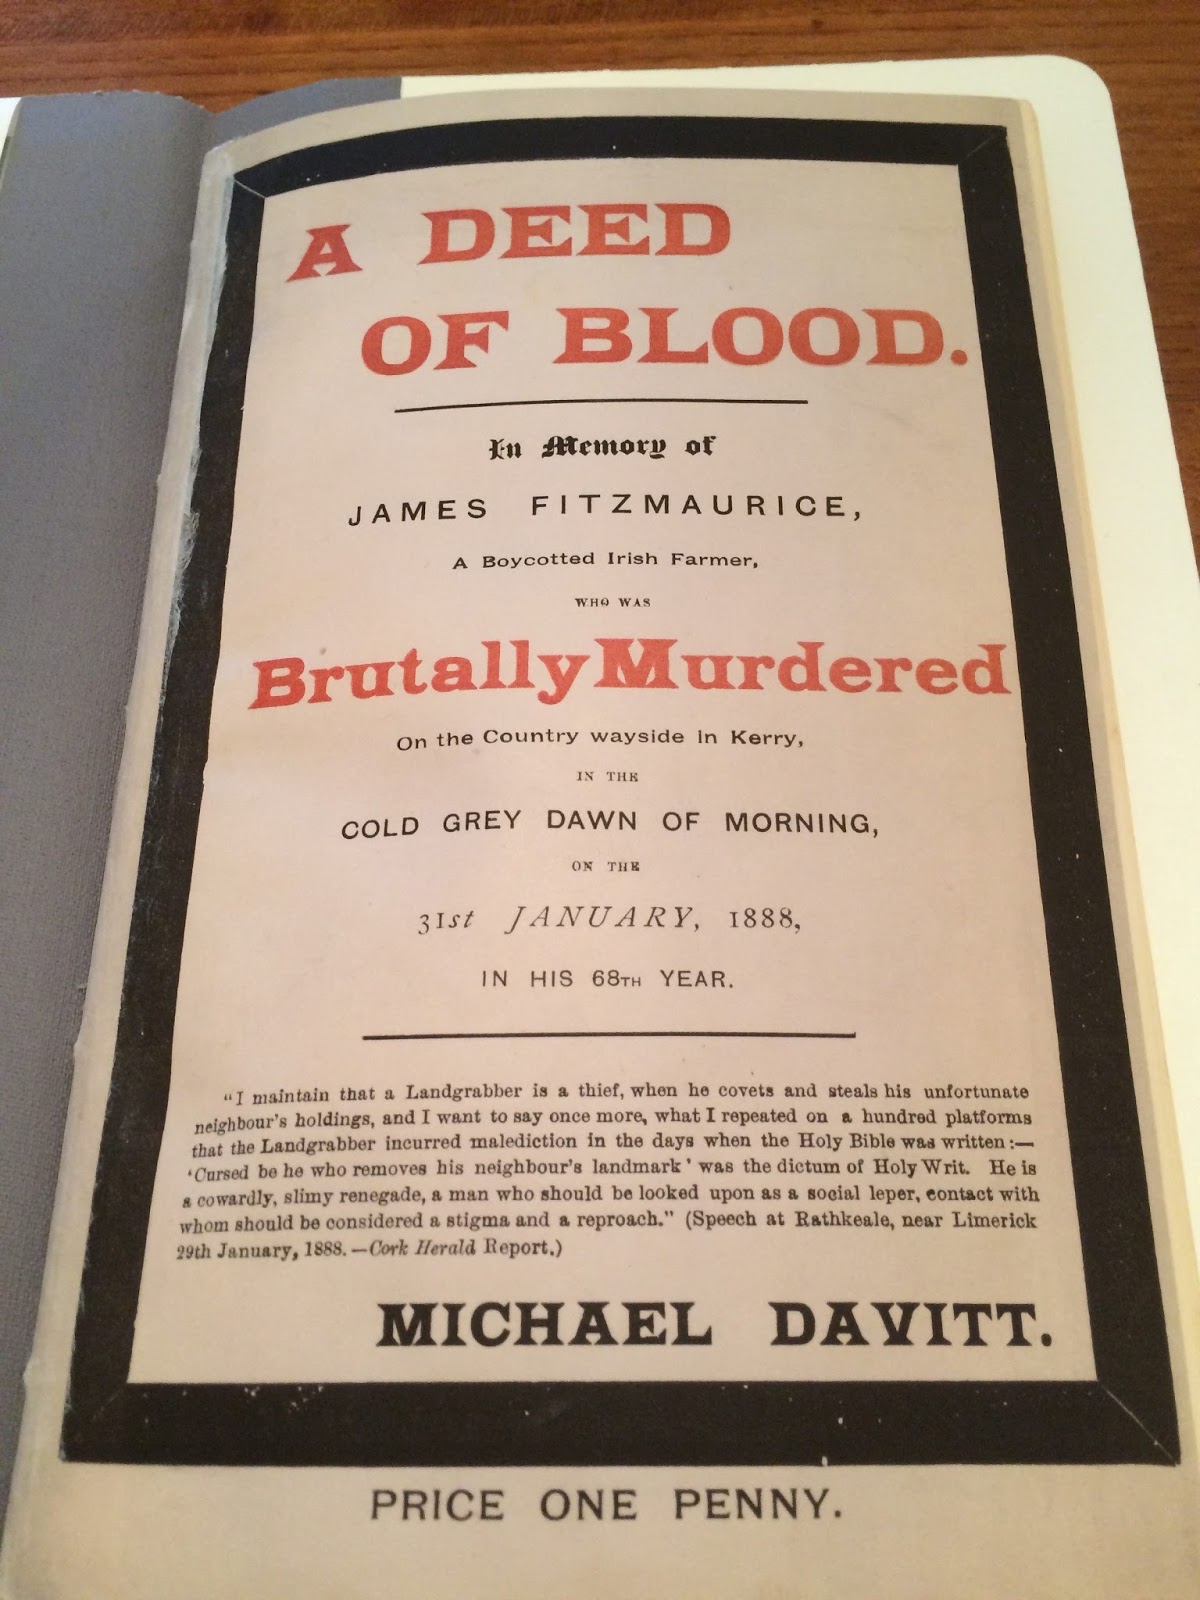 A DEED
OF BLOOD.
In Memory of
JAMES FITZMAURICE,
A Boycotted Irish Farmer,
WHO WAS
Brutally Murdered
On the Country wayside in Kerry,
IN THE
COLD GREY DAWN OF MORNING,
ON THE
31st JANUARY, 1888,
IN HIS 68TH YEAR.
"I maintain that a Landgrabber is a thief, when he covets and steals his unfortunate
neighbour's holdings, and I want to say once more, what I repeated on a hundred platforms
that the Landgrabber incurred malediction in the days when the Holy Bible was written:—
'Cursed be he who removes his neighbour's landmark' was the dictum of Holy Writ. He is
a cowardly, slimy renegade, a man who should be looked upon as a social leper, contact with
whom should be considered a stigma and a reproach." (Speech at Rathkeale, near Limerick
29th January, 1888.—Cork Herald Report.)
MICHAEL DAVITT.
PRICE ONE PENNY.